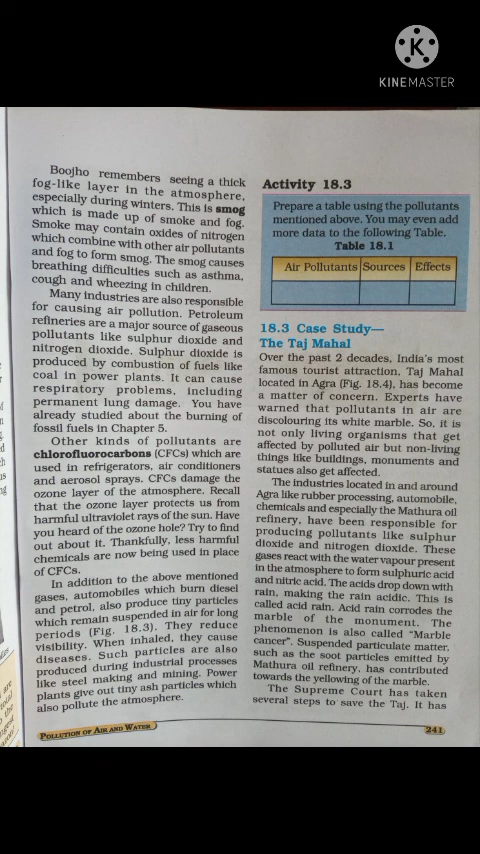 KINEMASTER
Boojho remembers seeing a thick
fog-like layer in the atmosphere,
especially during winters. This is smog
which is made up of smoke and fog.
Smoke may contain oxides of nitrogen
which combine with other air pollutants
and fog to form smog. The smog causes
breathing difficulties such as asthma,
cough and wheezing in children.
Many industries are also responsible
for causing air pollution. Petroleum
refineries are a major source of gaseous
pollutants like sulphur dioxide and
nitrogen dioxide. Sulphur dioxide is
produced by combustion of fuels like
coal in power plants. It can cause
respiratory problems, including
permanent lung damage. You have
already studied about the burning of
fossil fuels in Chapter 5.
Other kinds of pollutants are
chlorofluorocarbons (CFCs) which are
used in refrigerators, air conditioners
and aerosol sprays. CFCs damage the
ozone layer of the atmosphere. Recall
that the ozone layer protects us from
harmful ultraviolet rays of the sun. Have
you heard of the ozone hole? Try to find
out about it. Thankfully, less harmful
chemicals are now being used in place
of CFCs.
In addition to the above mentioned
gases, automobiles which burn diesel
and petrol, also produce tiny particles
which remain suspended in air for long
periods (Fig. 18.3). They reduce
visibility. When inhaled, they cause
diseases. Such particles are also
produced during industrial processes
like steel making and mining. Power
plants give out tiny ash particles which
also pollute the atmosphere.
Activity 18.3
Prepare a table using the pollutants
mentioned above. You may even add
more data to the following Table.
Table 18.1
Air Pollutants Sources Effects
18.3 Case Study—
The Taj Mahal
Over the past 2 decades, India's most
famous tourist attraction, Taj Mahal
located in Agra (Fig. 18.4), has become
a matter of concern. Experts have
warned that pollutants in air are
discolouring its white marble. So, it is
not only living organisms that get
affected by polluted air but non-living
things like buildings, monuments and
statues also get affected.
The industries located in and around
Agra like rubber processing, automobile,
chemicals and especially the Mathura oil
refinery, have been responsible for
producing pollutants like sulphur
dioxide and nitrogen dioxide. These
gases react with the water vapour present
in the atmosphere to form sulphuric acid
and nitric acid. The acids drop down with
rain, making the rain acidic. This is
called acid rain. Acid rain corrodes the
marble of the monument. The
phenomenon is also called "Marble
cancer". Suspended particulate matter,
such as the soot particles emitted by
Mathura oil refinery, has contributed
towards the yellowing of the marble.
The Supreme Court has taken
several steps to save the Taj. It has
POLLUTION OF AIR AND WATER
241